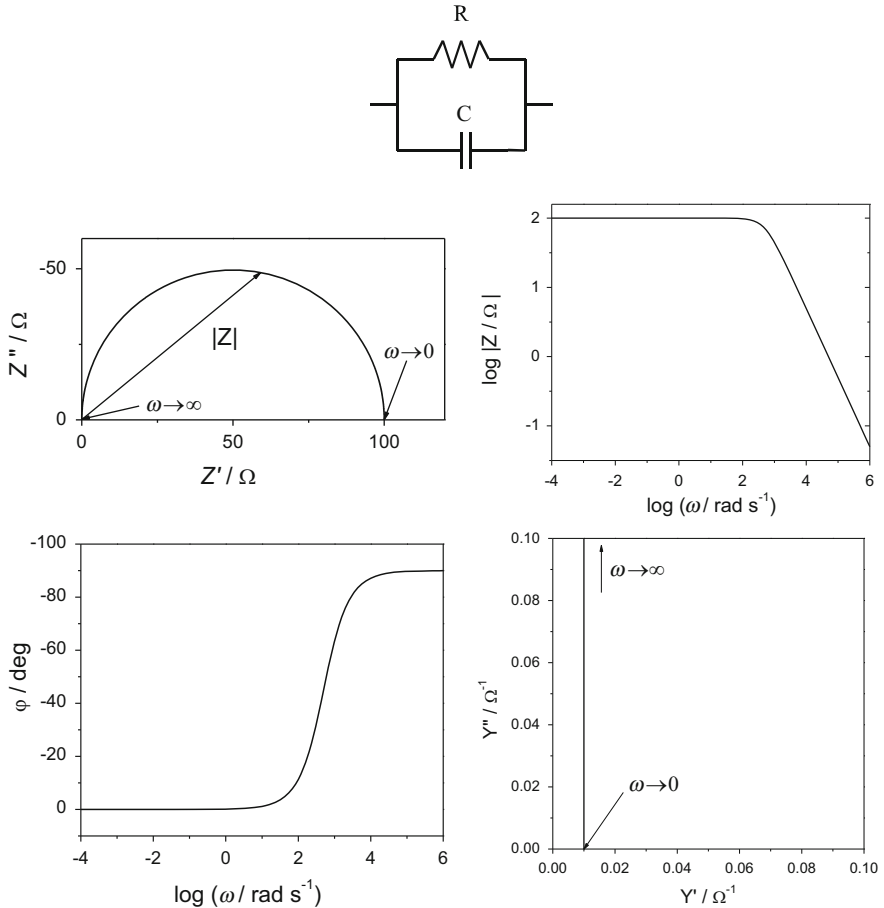 R
C
-50
0
Z'' / Ω
|Z|
ω→0
ω→∞
0 50 100
Z' / Ω
2
1
0
-1
log |Z / Ω |
-4 -2 0 2 4 6
log (ω / rad s⁻¹)
-100
-80
-60
-40
-20
0
φ / deg
-4 -2 0 2 4 6
log (ω / rad s⁻¹)
0.10
0.08
0.06
0.04
0.02
0.00
Y'' / Ω⁻¹
ω→∞
ω→0
0.00 0.02 0.04 0.06 0.08 0.10
Y' / Ω⁻¹